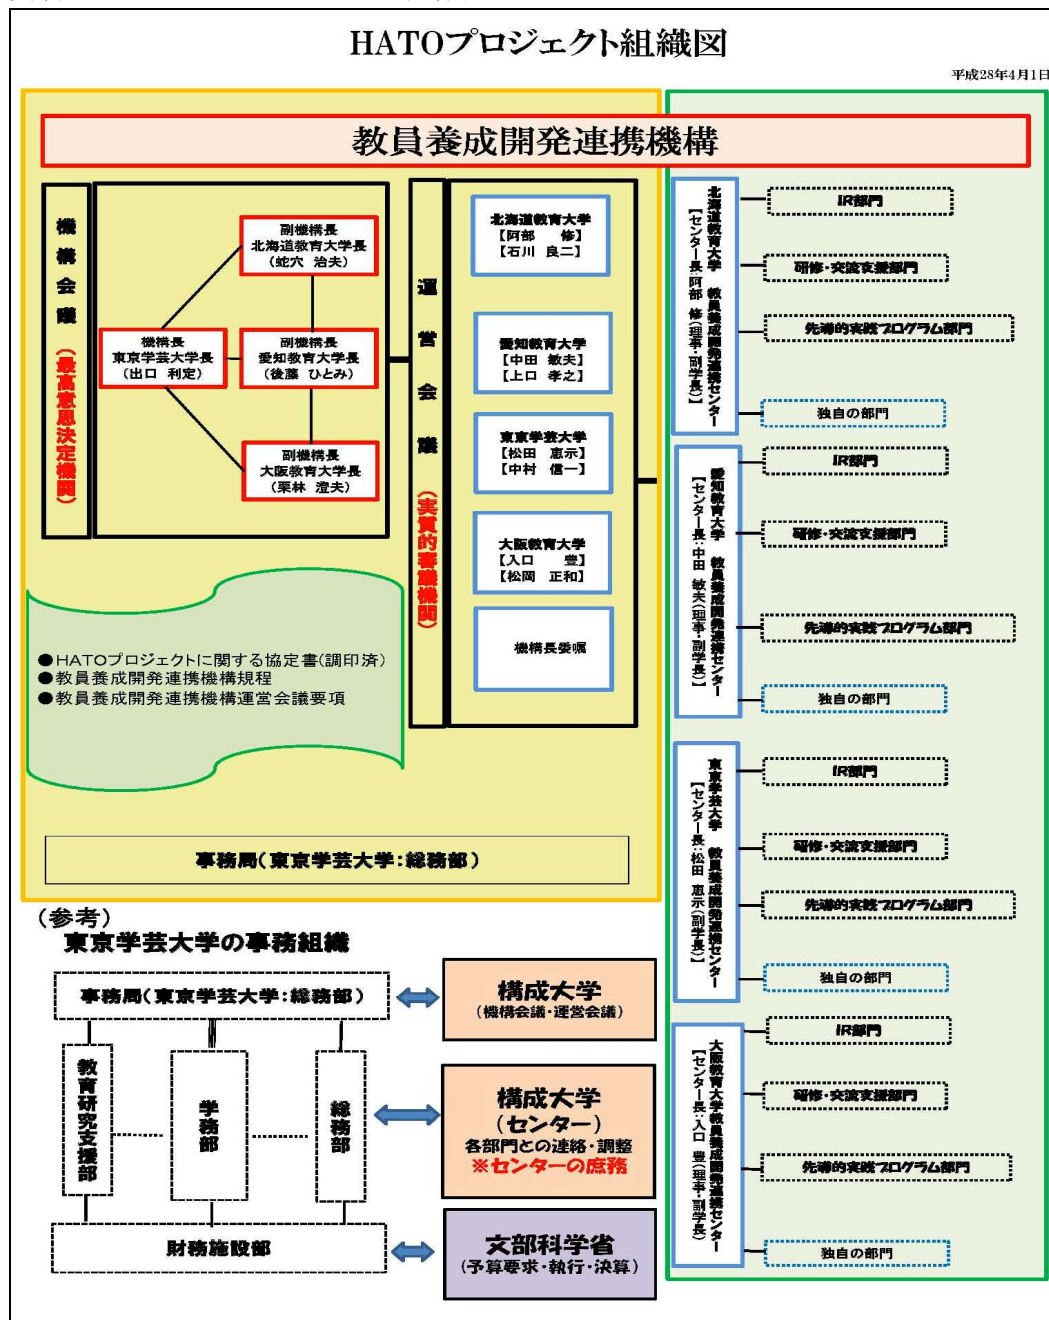 HATOプロジェクト組織図
平成28年4月1日
教員養成開発連携機構
機構会議(最高意思決定機関)
副機構長
北海道教育大学長
(蛇穴 治夫)
機構長
東京学芸大学長
(出口 利定)
副機構長
愛知教育大学長
(後藤 ひとみ)
副機構長
大阪教育大学長
(栗林 澄夫)
運営会議(実質的審議機関)
北海道教育大学
【阿部 修】
【石川 良二】
愛知教育大学
【中田 敏夫】
【上口 孝之】
東京学芸大学
【松田 恵示】
【中村 信一】
大阪教育大学
【入口 豊】
【松岡 正和】
機構長委嘱
●HATOプロジェクトに関する協定書(調印済)
●教員養成開発連携機構規程
●教員養成開発連携機構運営会議要項
事務局(東京学芸大学:総務部)
北海道教育大学 教員養成開発連携センター
【センター長:阿部 修(理事・副学長)】
IR部門
研修・交流支援部門
先導的実践プログラム部門
独自の部門
愛知教育大学 教員養成開発連携センター
【センター長:中田 敏夫(理事・副学長)】
IR部門
研修・交流支援部門
先導的実践プログラム部門
独自の部門
東京学芸大学 教員養成開発連携センター
【センター長:松田 恵示(副学長)】
IR部門
研修・交流支援部門
先導的実践プログラム部門
独自の部門
大阪教育大学教員養成開発連携センター
【センター長:入口 豊(理事・副学長)】
IR部門
研修・交流支援部門
先導的実践プログラム部門
独自の部門
(参考)
東京学芸大学の事務組織
事務局(東京学芸大学:総務部)
教育研究支援部
学務部
総務部
財務施設部
構成大学
(機構会議・運営会議)
構成大学
(センター)
各部門との連絡・調整
※センターの庶務
文部科学省
(予算要求・執行・決算)